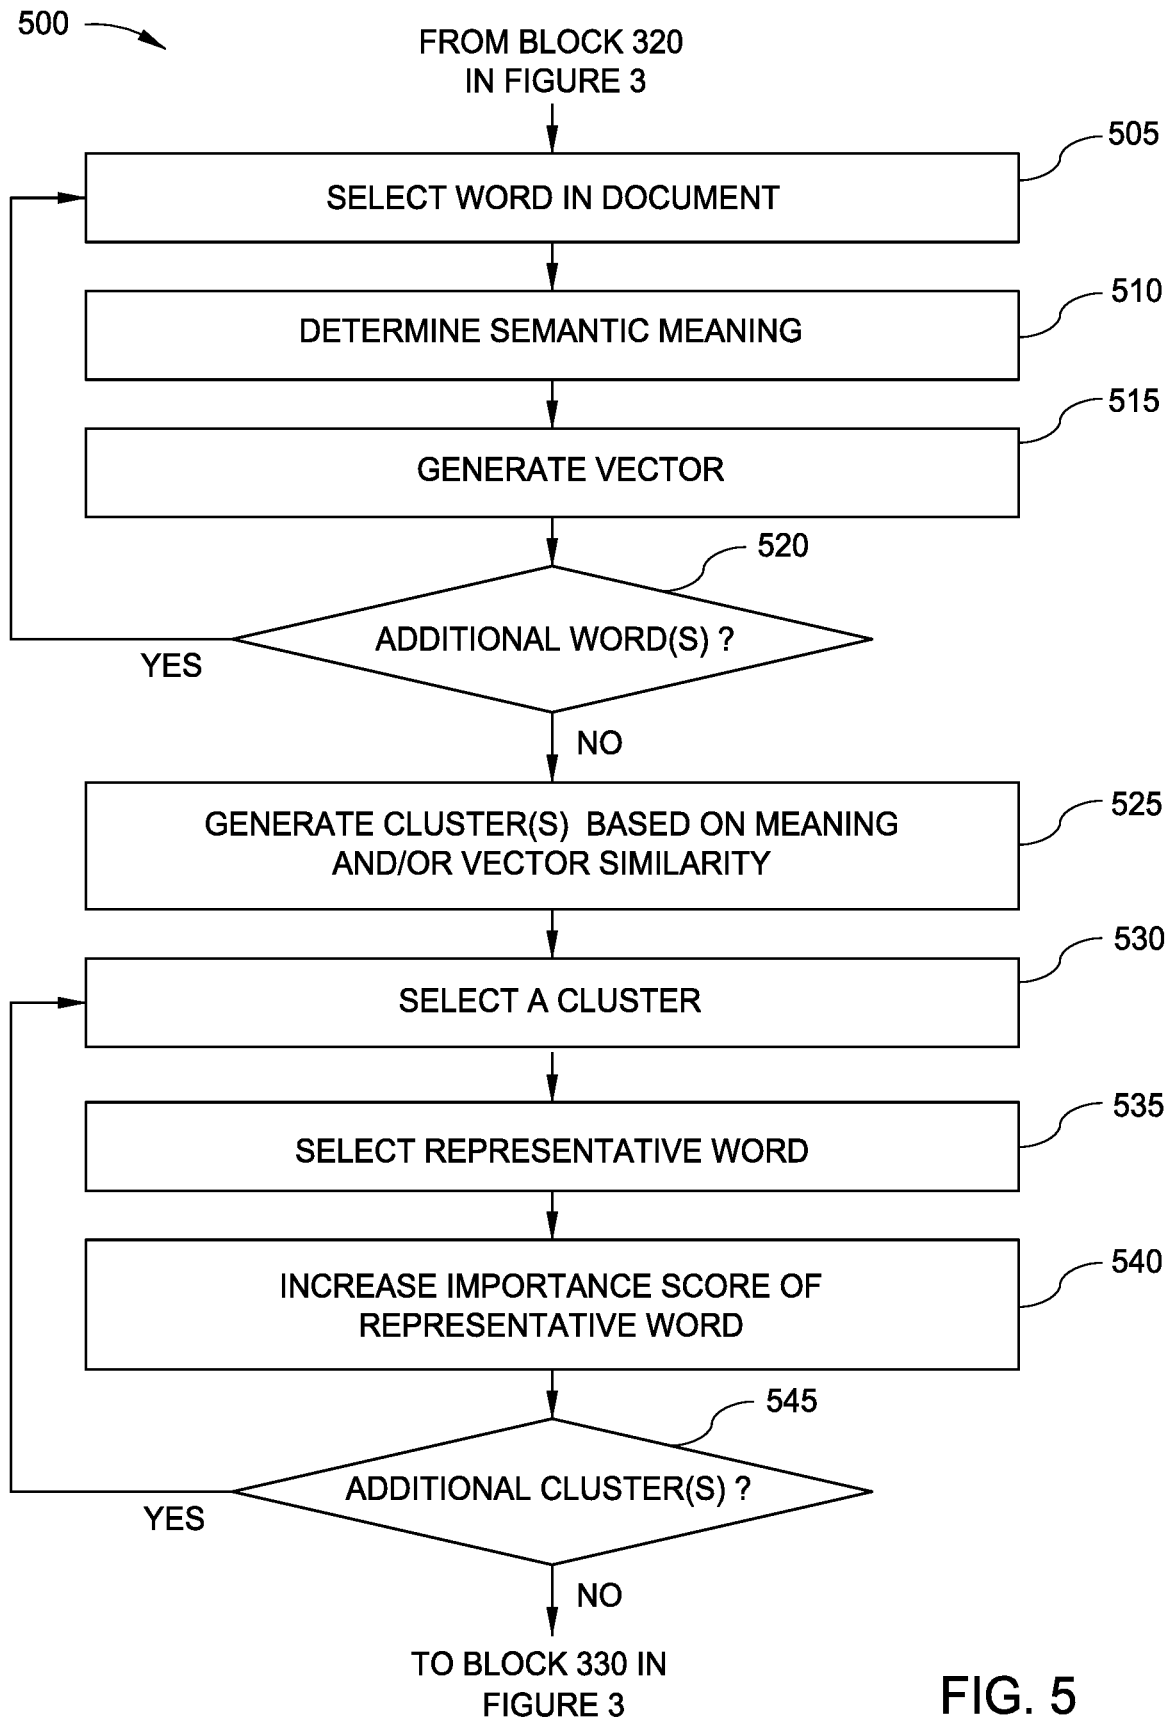 500
FROM BLOCK 320
IN FIGURE 3
505
SELECT WORD IN DOCUMENT
510
DETERMINE SEMANTIC MEANING
515
GENERATE VECTOR
520
ADDITIONAL WORD(S) ?
YES
NO
525
GENERATE CLUSTER(S) BASED ON MEANING
AND/OR VECTOR SIMILARITY
530
SELECT A CLUSTER
535
SELECT REPRESENTATIVE WORD
540
INCREASE IMPORTANCE SCORE OF
REPRESENTATIVE WORD
545
ADDITIONAL CLUSTER(S) ?
YES
NO
TO BLOCK 330 IN
FIGURE 3
FIG. 5